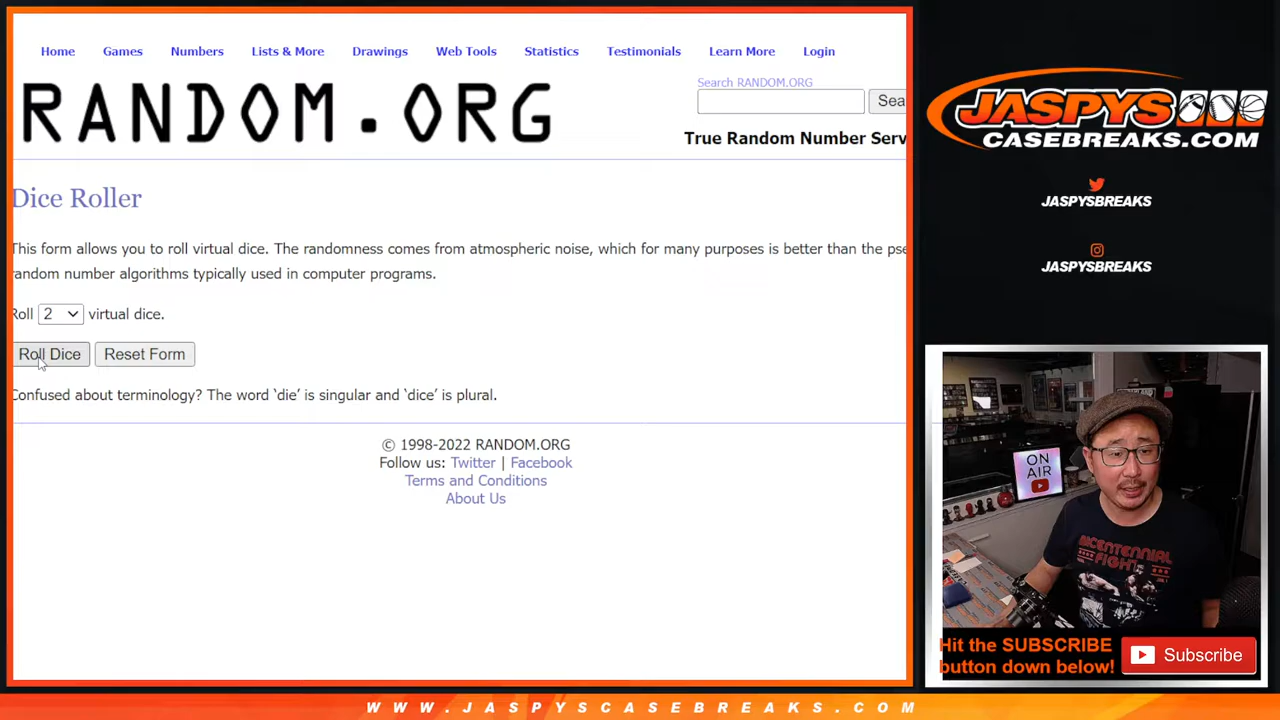 Home Games Numbers Lists & More Drawings Web Tools Statistics Testimonials Learn More Login
Search RANDOM.ORG
RANDOM.ORG
Sea
True Random Number Serv
Dice Roller
This form allows you to roll virtual dice. The randomness comes from atmospheric noise, which for many purposes is better than the pse
random number algorithms typically used in computer programs.
Roll 2 virtual dice.
Roll Dice Reset Form
Confused about terminology? The word ‘die’ is singular and ‘dice’ is plural.
© 1998-2022 RANDOM.ORG
Follow us: Twitter | Facebook
Terms and Conditions
About Us
JASPYS
CASEBREAKS.COM
JASPYSBREAKS
JASPYSBREAKS
ON
AIR
BICENTENNIAL
FIGHT
Hit the SUBSCRIBE
button down below!
Subscribe
WWW.JASPYSCASEBREAKS.COM